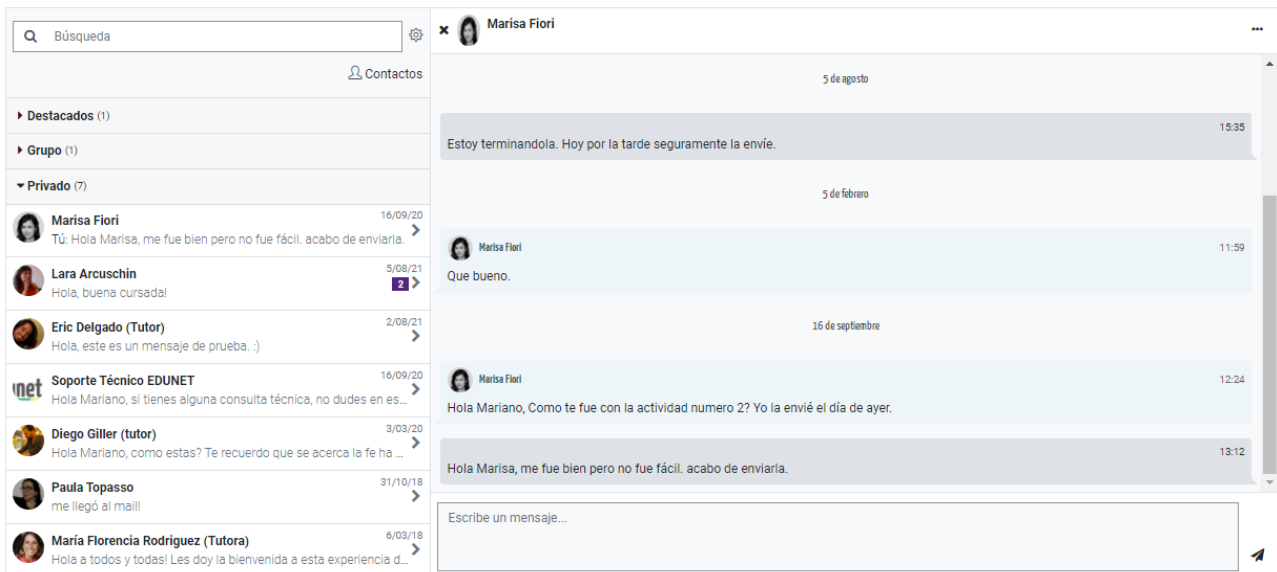 Búsqueda
Contactos
Destacados (1)
Grupo (1)
Privado (7)
Marisa Fiori
16/09/20
Tú: Hola Marisa, me fue bien pero no fue fácil. acabo de enviarla.
Lara Arcuschin
5/08/21
Hola, buena cursada!
2
Eric Delgado (Tutor)
2/08/21
Hola, este es un mensaje de prueba. :)
unet
Soporte Técnico EDUNET
16/09/20
Hola Mariano, si tienes alguna consulta técnica, no dudes en es...
Diego Giller (tutor)
3/03/20
Hola Mariano, como estas? Te recuerdo que se acerca la fe ha ...
Paula Topasso
31/10/18
me llegó al mail!
María Florencia Rodriguez (Tutora)
6/03/18
Hola a todos y todas! Les doy la bienvenida a esta experiencia d...
Marisa Fiori
5 de agosto
15:35
Estoy terminandola. Hoy por la tarde seguramente la envíe.
5 de febrero
Marisa Fiori
11:59
Que bueno.
16 de septiembre
Marisa Fiori
12:24
Hola Mariano, Como te fue con la actividad numero 2? Yo la envié el día de ayer.
13:12
Hola Marisa, me fue bien pero no fue fácil. acabo de enviarla.
Escribe un mensaje...